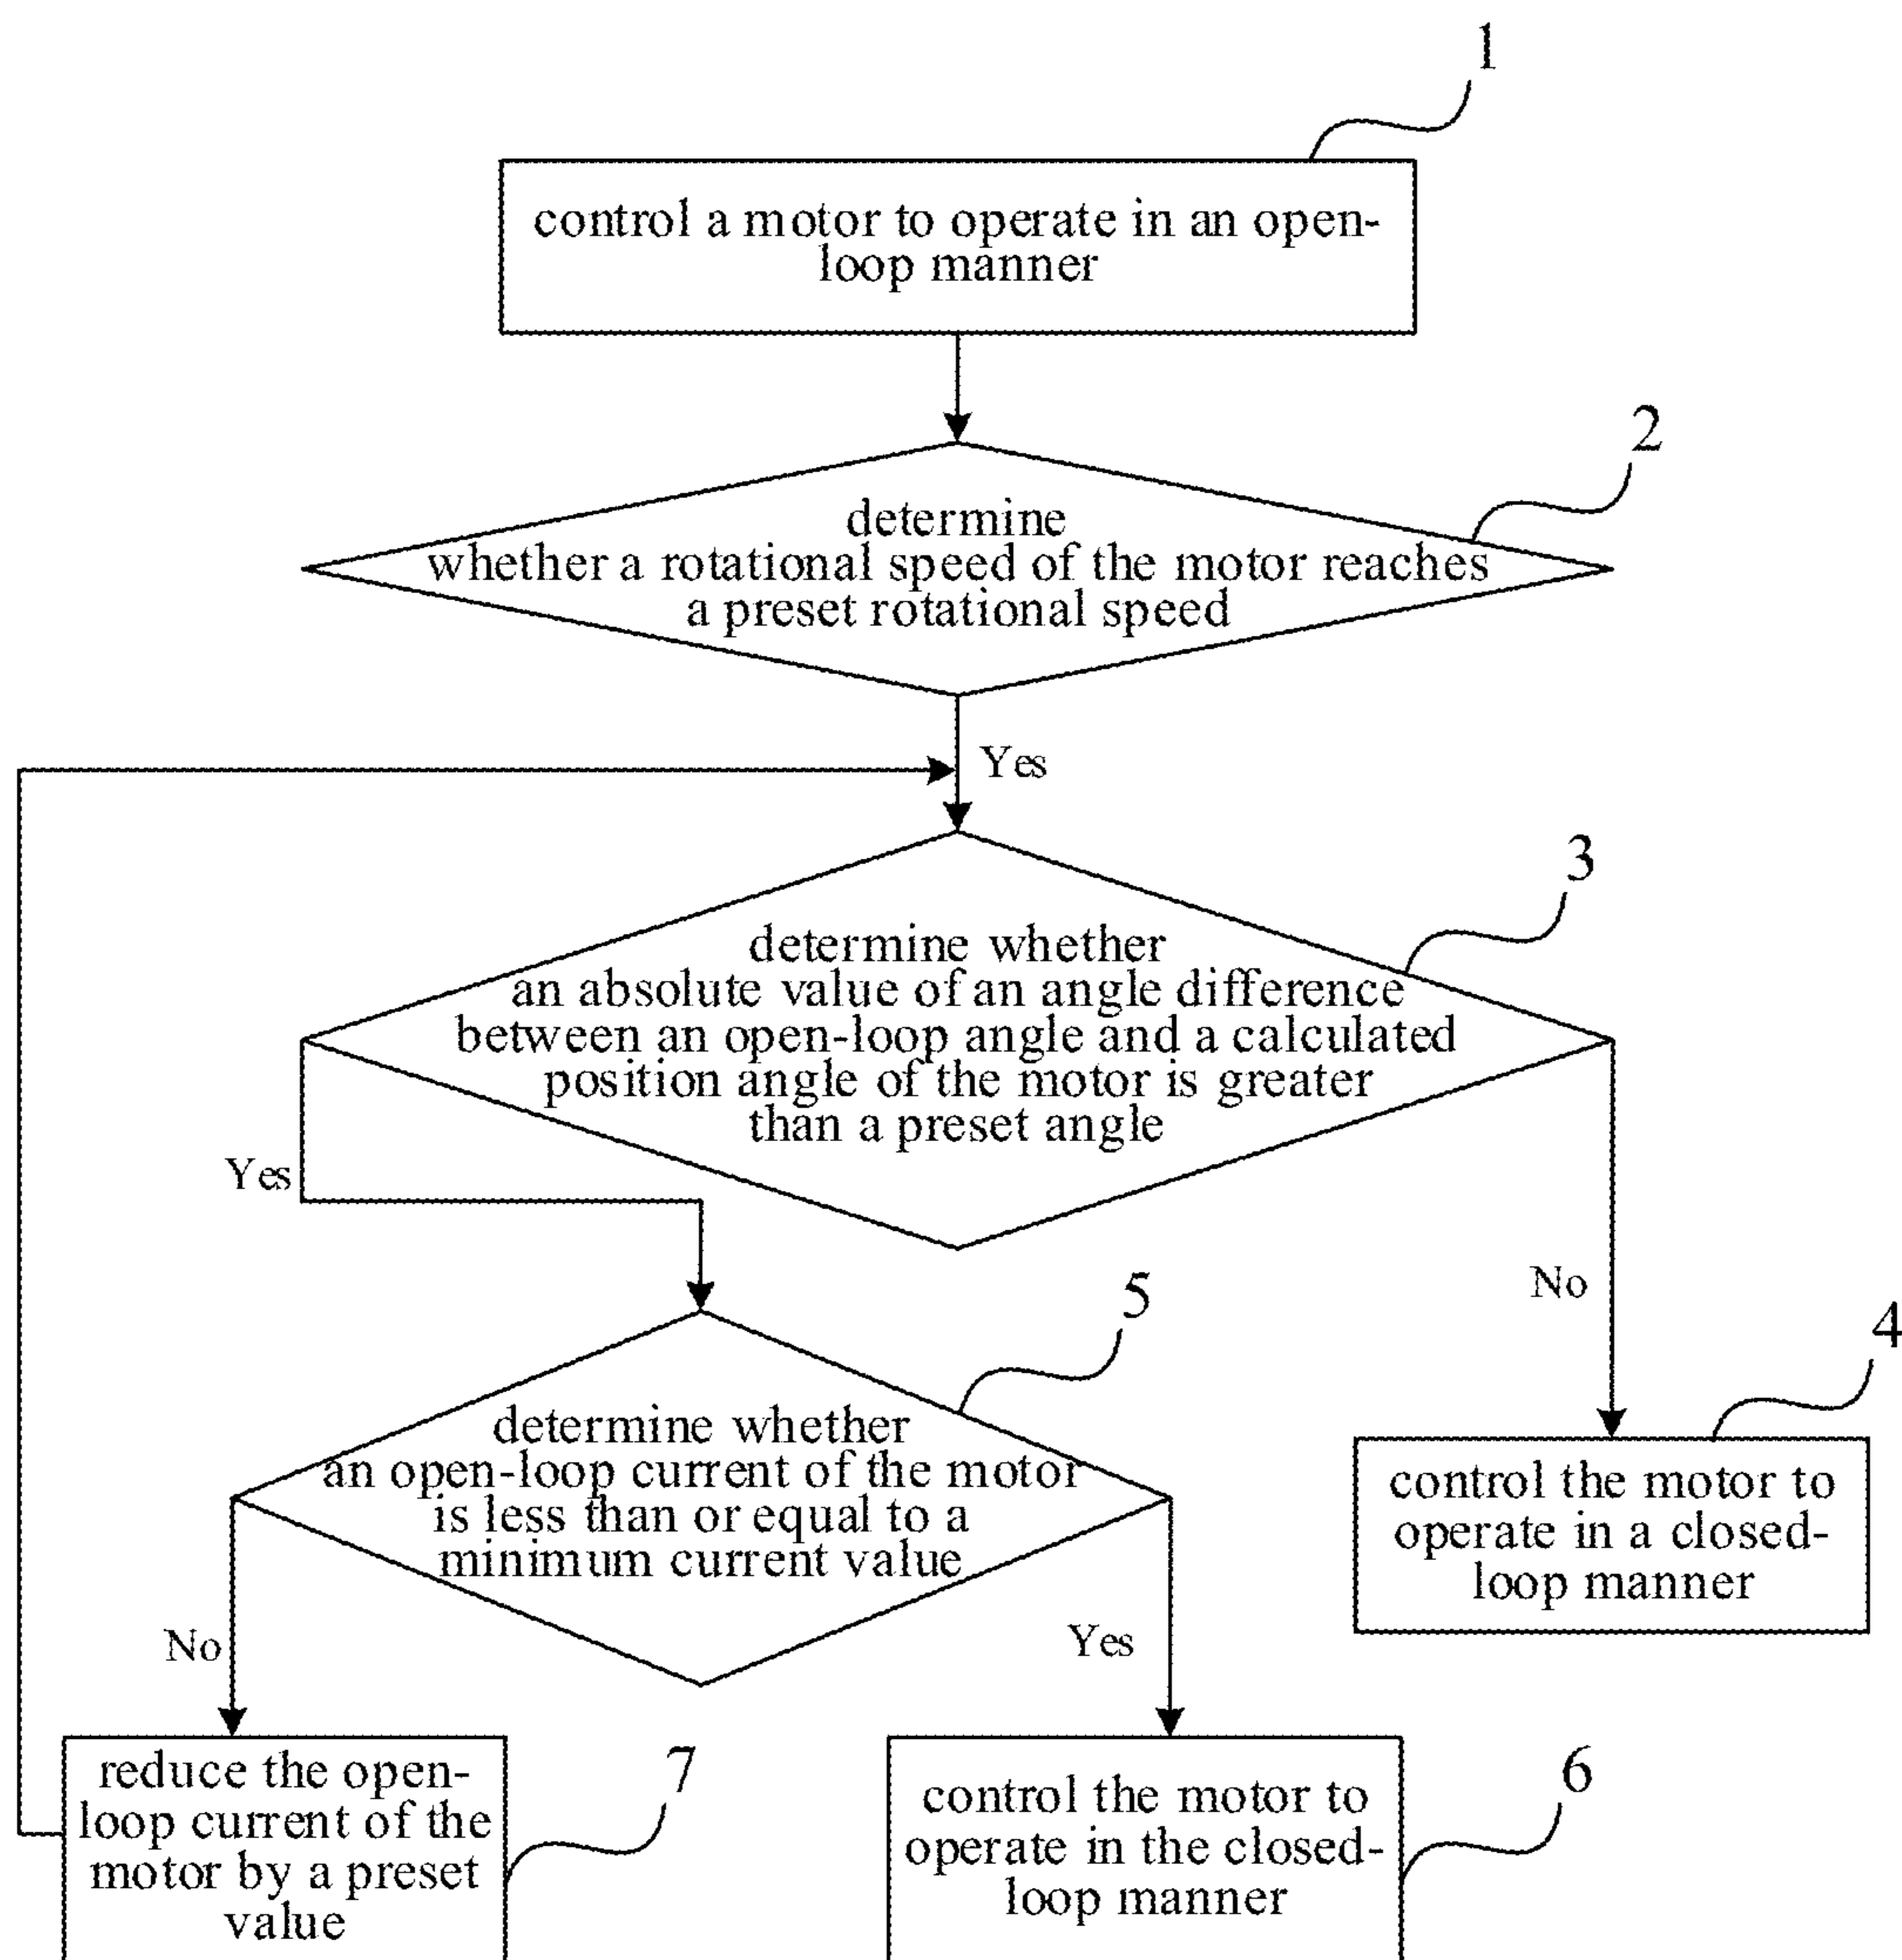 1
control a motor to operate in an open-
loop manner
2
determine
whether a rotational speed of the motor reaches
a preset rotational speed
Yes
3
determine whether
an absolute value of an angle difference
between an open-loop angle and a calculated
position angle of the motor is greater
than a preset angle
Yes
No
5
determine whether
an open-loop current of the motor
is less than or equal to a
minimum current value
4
control the motor to
operate in a closed-
loop manner
No
Yes
7
reduce the open-
loop current of the
motor by a preset
value
6
control the motor to
operate in the closed-
loop manner